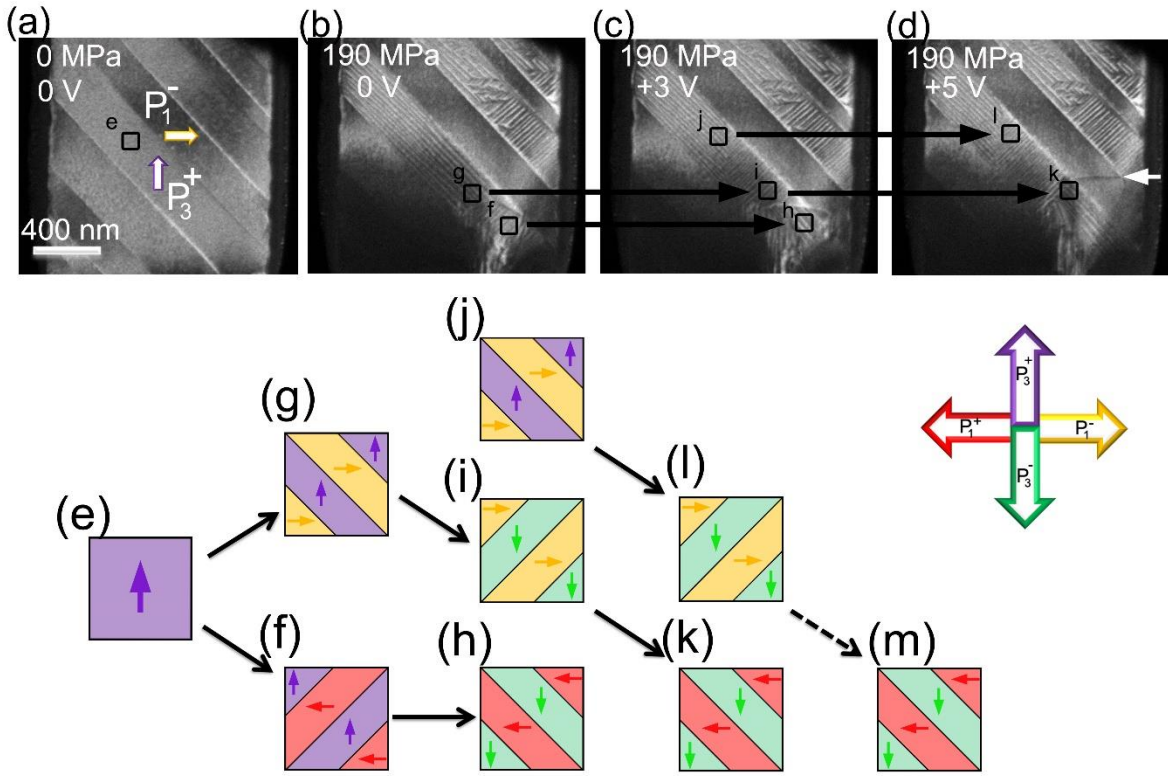 (a)
0 MPa
0 V
e
P₁⁻
P₃⁺
400 nm
(b)
190 MPa
0 V
g
f
(c)
190 MPa
+3 V
j
i
h
(d)
190 MPa
+5 V
l
k
(j)
(g)
(i)
(l)
(e)
(f)
(h)
(k)
(m)
P₃⁺
P₁⁺
P₁⁻
P₃⁻